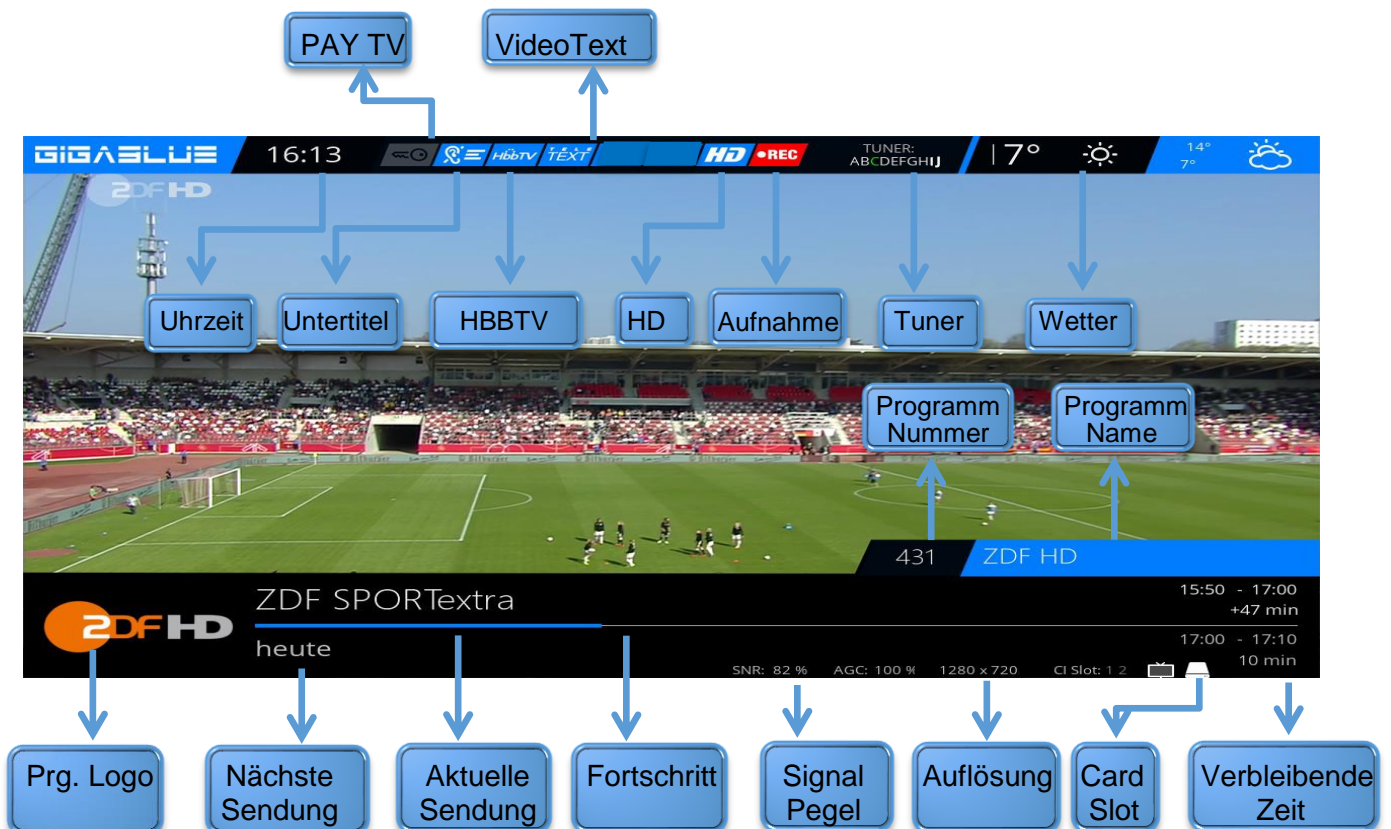 PAY TV
VideoText
GIGABLUE
16:13
HbbTV
TEXT
HD
REC
TUNER:
ABCDEFGHIJ
7°
14°
7°
ZDF HD
Uhrzeit
Untertitel
HBBTV
HD
Aufnahme
Tuner
Wetter
Programm
Nummer
Programm
Name
© Bitburger
431
ZDF HD
ZDF SPORTextra
15:50 - 17:00
+47 min
ZDF HD
heute
17:00 - 17:10
10 min
SNR: 82 %
AGC: 100 %
1280 x 720
CI Slot: 1 2
Prg. Logo
Nächste
Sendung
Aktuelle
Sendung
Fortschritt
Signal
Pegel
Auflösung
Card
Slot
Verbleibende
Zeit